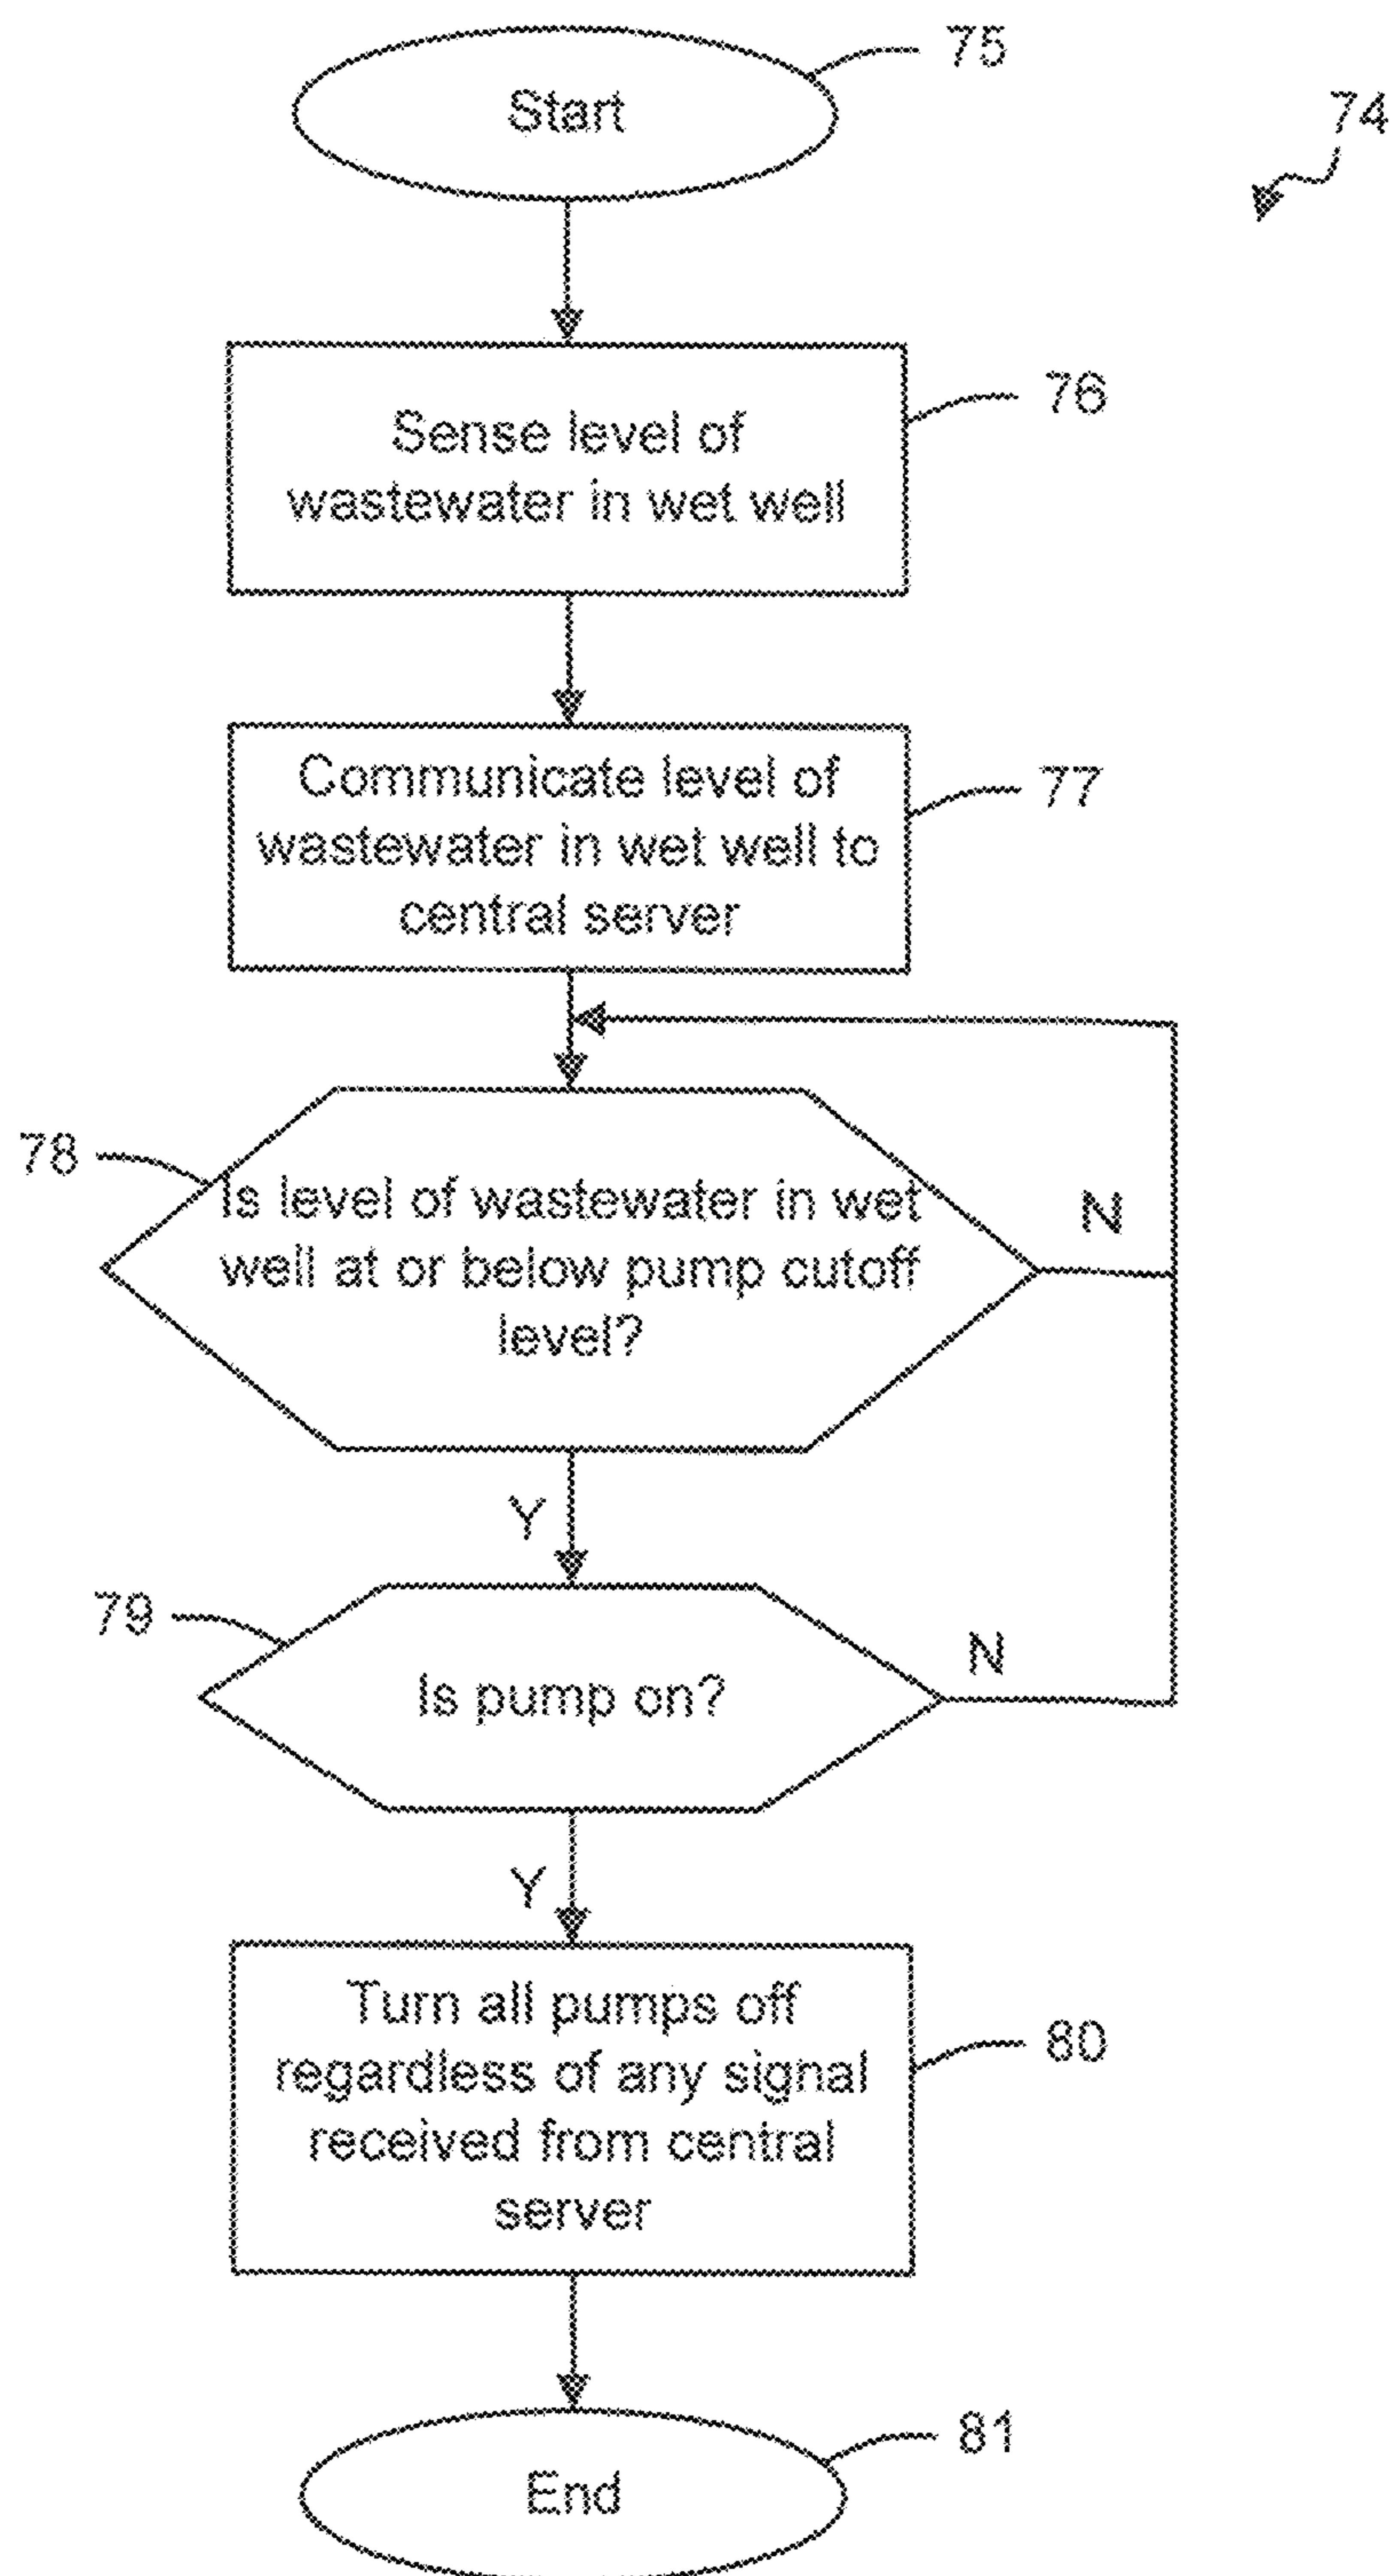 75
Start
74
76
Sense level of
wastewater in wet well
77
Communicate level of
wastewater in wet well to
central server
78
Is level of wastewater in wet
well at or below pump cutoff
level?
N
Y
79
Is pump on?
N
Y
Turn all pumps off
regardless of any signal
received from central
server
80
81
End